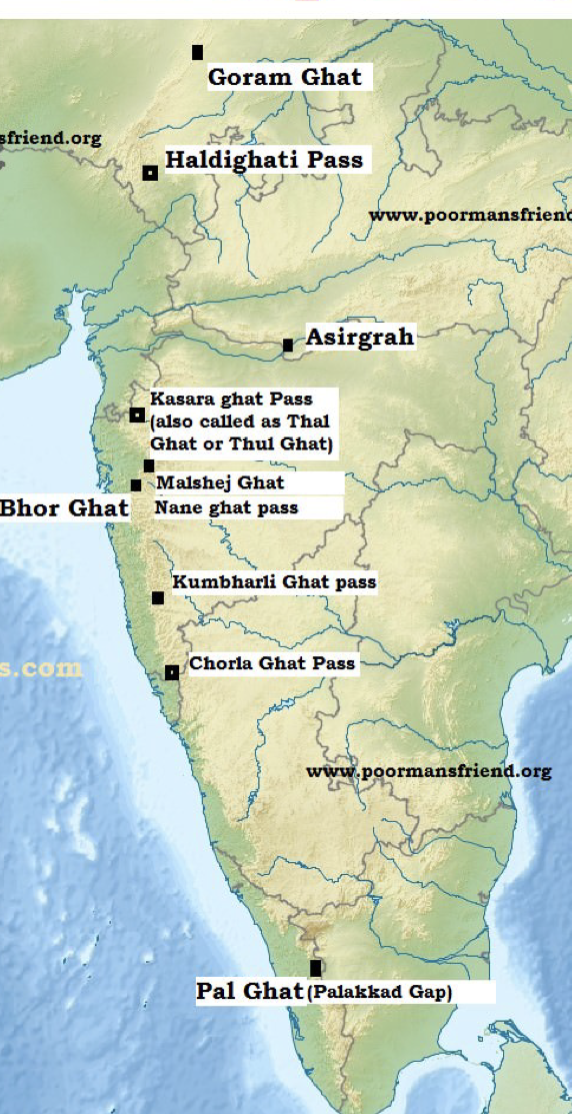 Goram Ghat
sfriend.org
Haldighati Pass
www.poormansfriend
Asirgrah
Kasara ghat Pass
(also called as Thal
Ghat or Thul Ghat)
Malshej Ghat
Bhor Ghat
Nane ghat pass
Kumbharli Ghat pass
Chorla Ghat Pass
s.com
www.poormansfriend.org
Pal Ghat (Palakkad Gap)